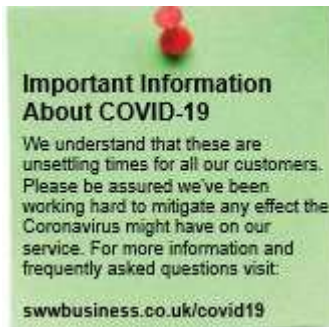 Important Information
About COVID-19
We understand that these are
unsettling times for all our customers.
Please be assured we've been
working hard to mitigate any effect the
Coronavirus might have on our
service. For more information and
frequently asked questions visit:
swwbusiness.co.uk/covid19